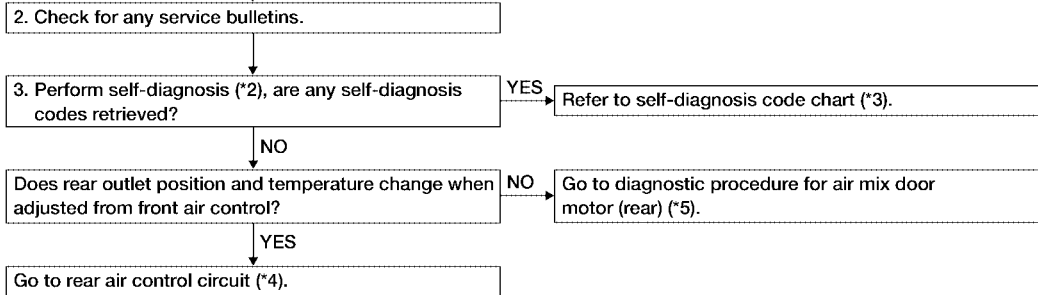 2. Check for any service bulletins.
3. Perform self-diagnosis (*2), are any self-diagnosis
codes retrieved?
YES
Refer to self-diagnosis code chart (*3).
NO
Does rear outlet position and temperature change when
adjusted from front air control?
NO
Go to diagnostic procedure for air mix door
motor (rear) (*5).
YES
Go to rear air control circuit (*4).